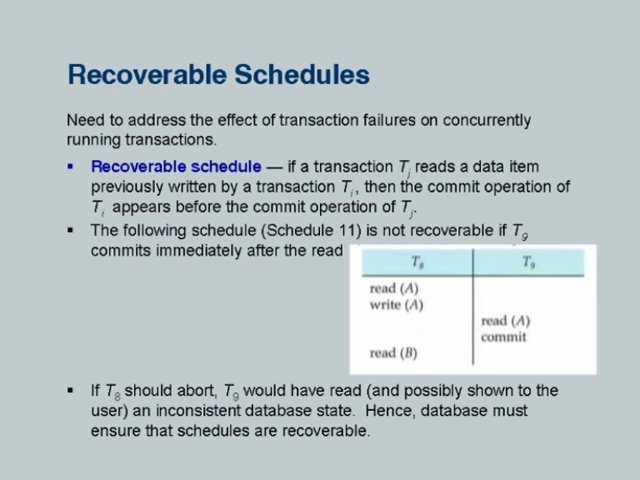 Recoverable Schedules
Need to address the effect of transaction failures on concurrently
running transactions.
▪ Recoverable schedule — if a transaction Tj reads a data item
previously written by a transaction Ti , then the commit operation of
Ti appears before the commit operation of Tj.
▪ The following schedule (Schedule 11) is not recoverable if T9
commits immediately after the read
T8 T9
read (A)
write (A)
read (A)
commit
read (B)
▪ If T8 should abort, T9 would have read (and possibly shown to the
user) an inconsistent database state. Hence, database must
ensure that schedules are recoverable.